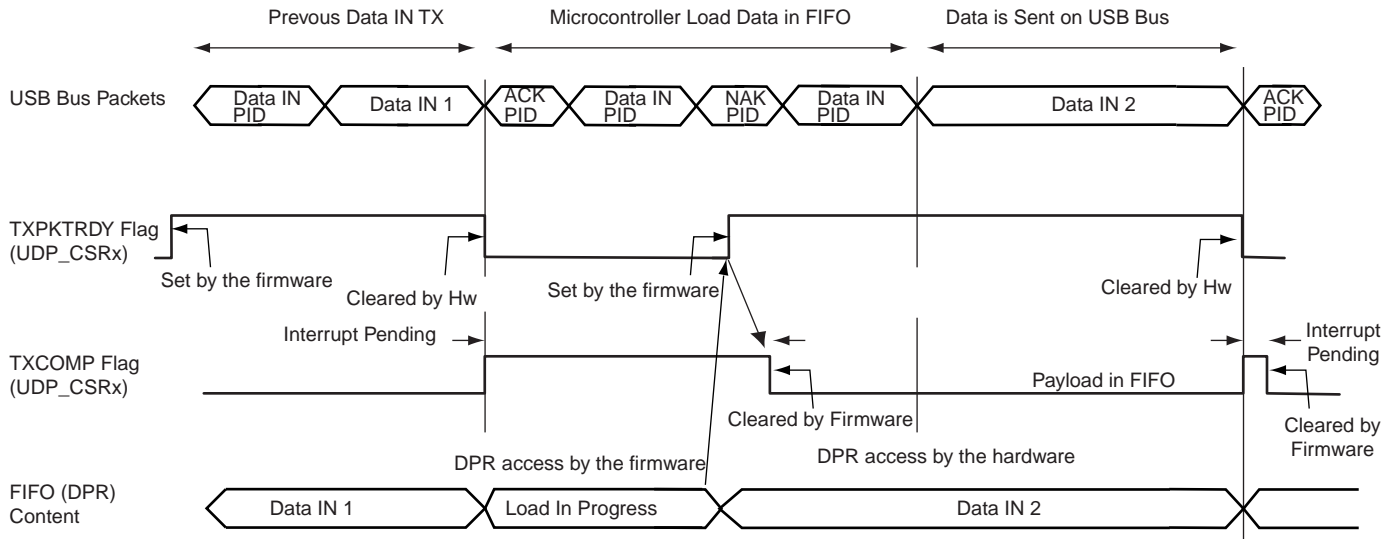 Prevous Data IN TX
Microcontroller Load Data in FIFO
Data is Sent on USB Bus
USB Bus Packets
Data IN
PID
Data IN 1
ACK
PID
Data IN
PID
NAK
PID
Data IN
PID
Data IN 2
ACK
PID
TXPKTRDY Flag
(UDP_CSRx)
Set by the firmware
Cleared by Hw
Set by the firmware
Cleared by Hw
Interrupt Pending
Interrupt
Pending
TXCOMP Flag
(UDP_CSRx)
Payload in FIFO
Cleared by Firmware
Cleared by
Firmware
DPR access by the firmware
DPR access by the hardware
FIFO (DPR)
Content
Data IN 1
Load In Progress
Data IN 2